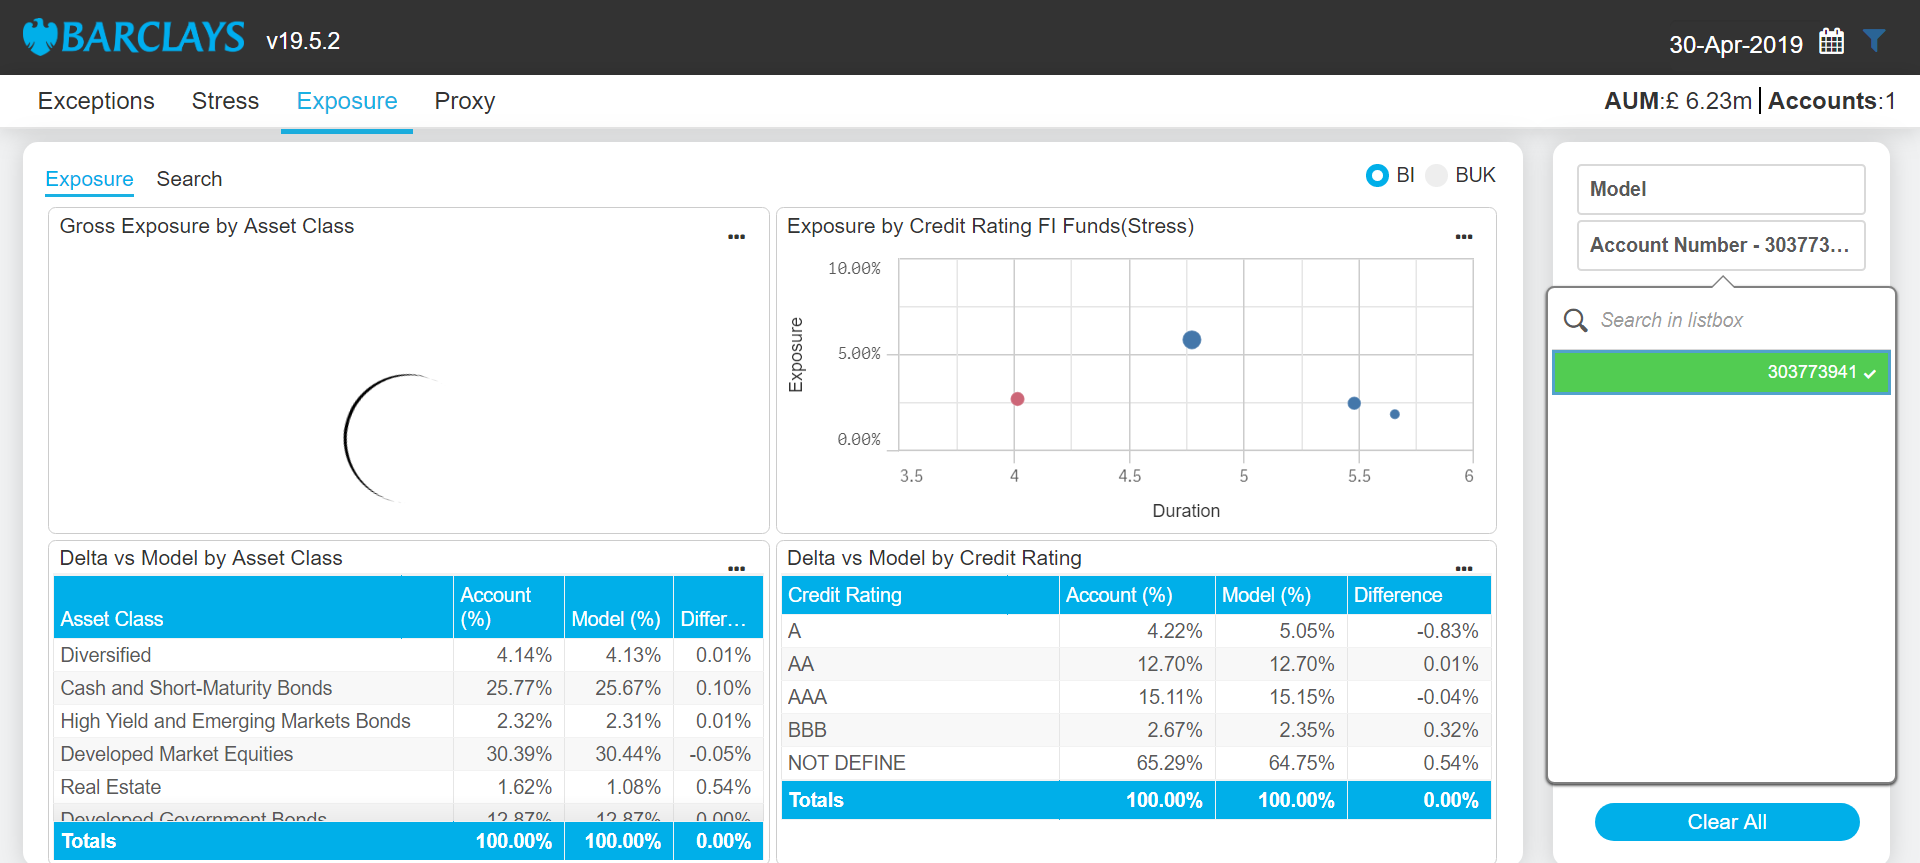 BARCLAYS v19.5.2
30-Apr-2019
Exceptions Stress Exposure Proxy
AUM:£ 6.23m | Accounts:1
Exposure Search
BI BUK
Gross Exposure by Asset Class
...
Exposure by Credit Rating FI Funds(Stress)
...
Exposure
10.00%
5.00%
0.00%
3.5 4 4.5 5 5.5 6
Duration
Delta vs Model by Asset Class
...
Asset Class Account (%) Model (%) Differ...
Diversified 4.14% 4.13% 0.01%
Cash and Short-Maturity Bonds 25.77% 25.67% 0.10%
High Yield and Emerging Markets Bonds 2.32% 2.31% 0.01%
Developed Market Equities 30.39% 30.44% -0.05%
Real Estate 1.62% 1.08% 0.54%
Developed Government Bonds 12.87% 12.87% 0.00%
Totals 100.00% 100.00% 0.00%
Delta vs Model by Credit Rating
...
Credit Rating Account (%) Model (%) Difference
A 4.22% 5.05% -0.83%
AA 12.70% 12.70% 0.01%
AAA 15.11% 15.15% -0.04%
BBB 2.67% 2.35% 0.32%
NOT DEFINE 65.29% 64.75% 0.54%
Totals 100.00% 100.00% 0.00%
Model
Account Number - 303773...
Search in listbox
303773941
Clear All